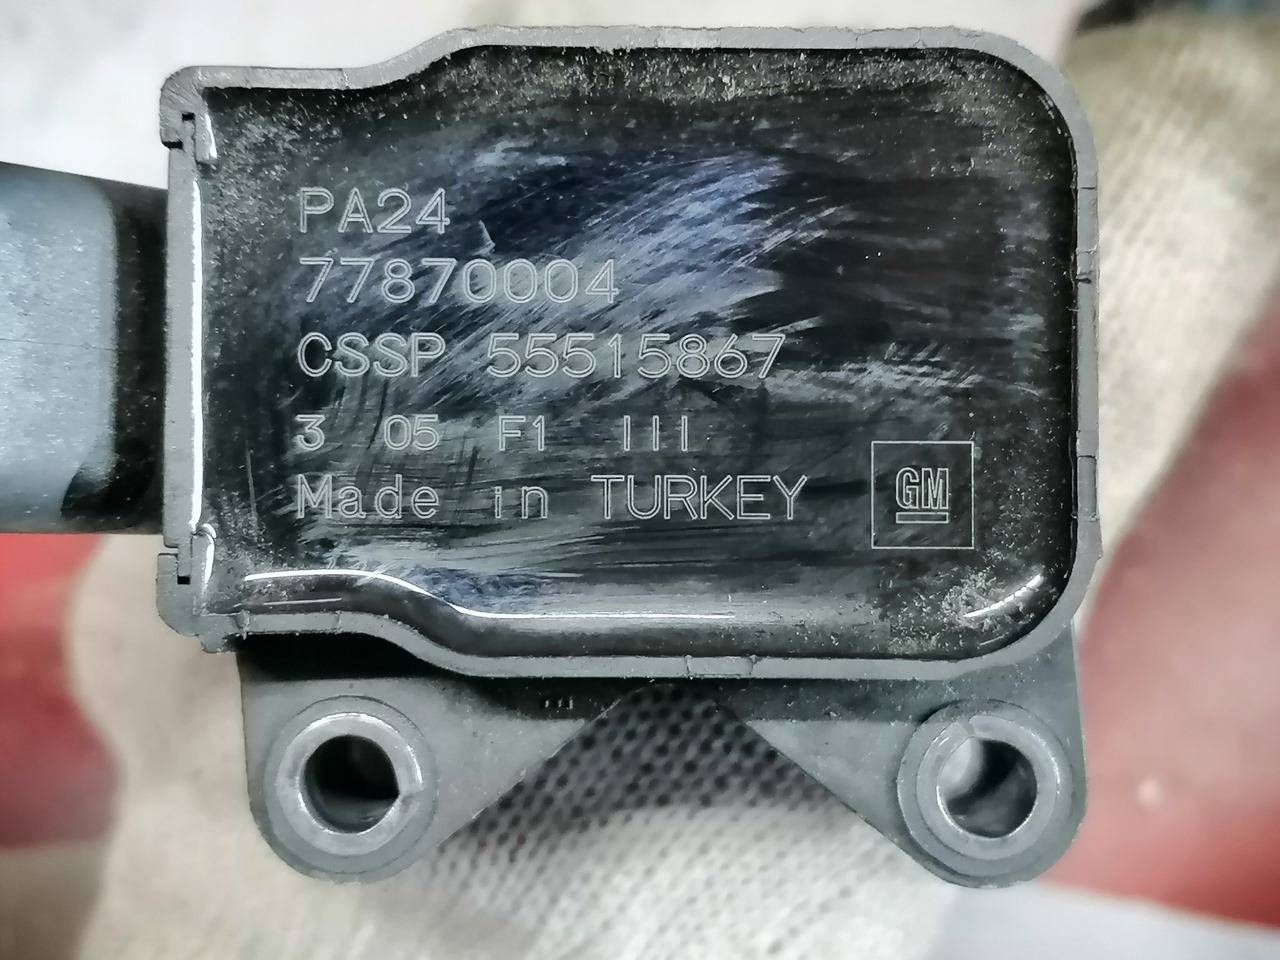 PA24
77870004
CSSP 55515867
3 05 F1 III
Made in TURKEY
GM